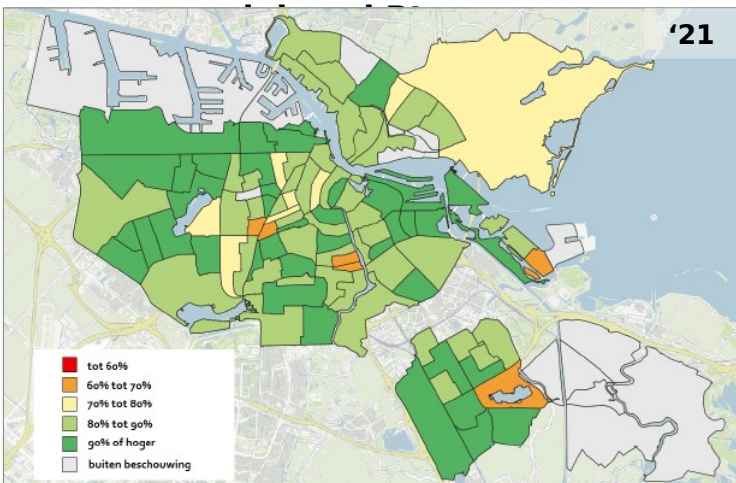 '21
tot 60%
60% tot 70%
70% tot 80%
80% tot 90%
90% of hoger
buiten beschouwing